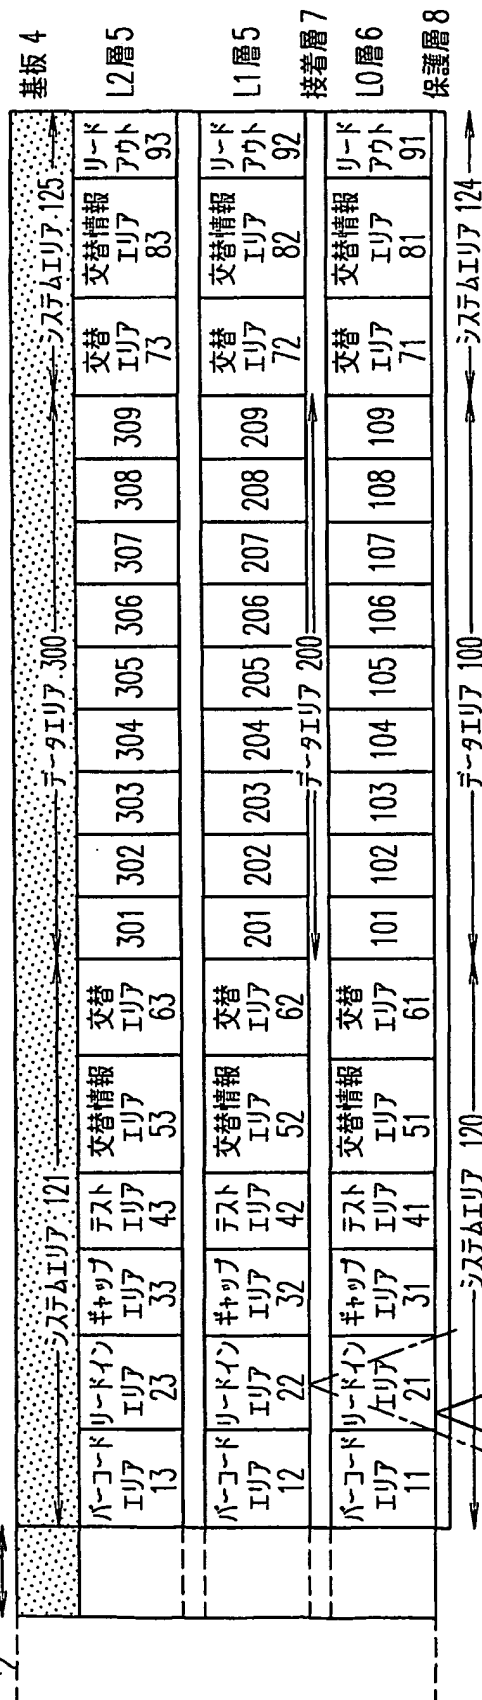 基板4
システムエリア 121
データエリア 300
システムエリア 125
バーコードエリア 13
リードインエリア 23
ギャップエリア 33
テストエリア 43
交替情報エリア 53
交替エリア 63
301
302
303
304
305
306
307
308
309
交替エリア 73
交替情報エリア 83
リードアウト 93
L2層5
バーコードエリア 12
リードインエリア 22
ギャップエリア 32
テストエリア 42
交替情報エリア 52
交替エリア 62
201
202
203
204
205
206
207
208
209
交替エリア 72
交替情報エリア 82
リードアウト 92
L1層5
データエリア 200
接着層7
バーコードエリア 11
リードインエリア 21
ギャップエリア 31
テストエリア 41
交替情報エリア 51
交替エリア 61
101
102
103
104
105
106
107
108
109
交替エリア 71
交替情報エリア 81
リードアウト 91
L0層6
保護層8
システムエリア 120
データエリア 100
システムエリア 124